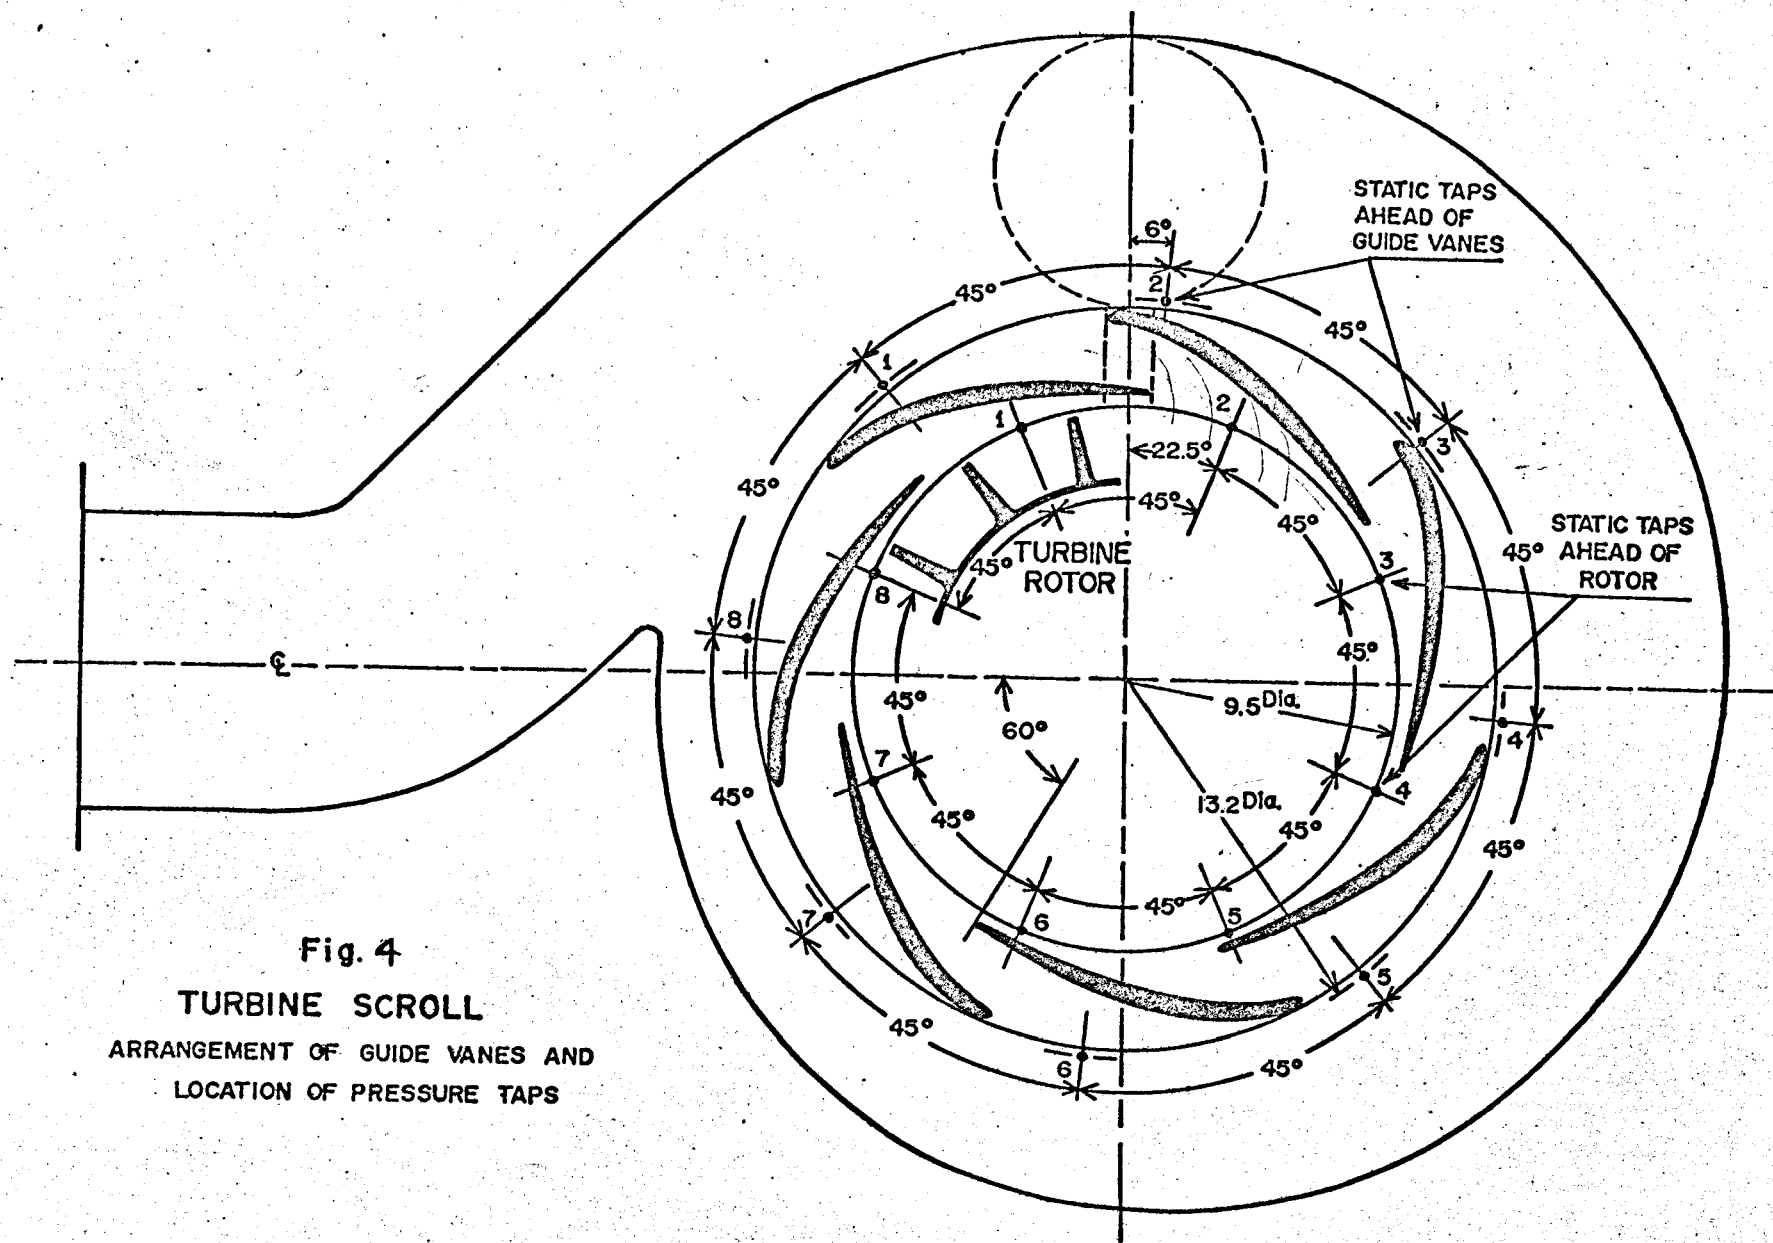 STATIC TAPS
AHEAD OF
GUIDE VANES
6°
2
45°
45°
1
45°
3
1
2
22.5°
45°
45°
STATIC TAPS
AHEAD OF
ROTOR
45°
TURBINE
ROTOR
45°
3
8
8
45°
℄
45°
9.5 Dia.
60°
4
7
45°
13.2 Dia.
4
45°
45°
45°
7
45°
6
5
5
Fig. 4
TURBINE SCROLL
ARRANGEMENT OF GUIDE VANES AND
LOCATION OF PRESSURE TAPS
45°
6
45°